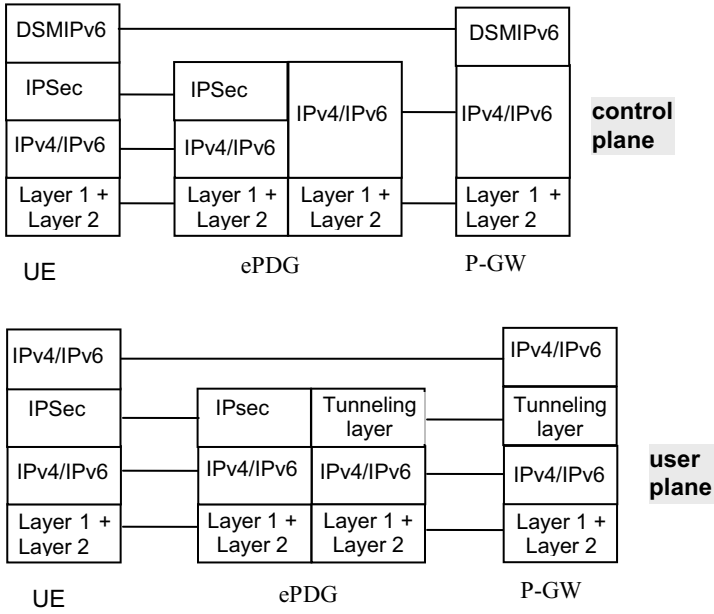 DSMIPv6
DSMIPv6
IPSec
IPSec
IPv4/IPv6
IPv4/IPv6
control
plane
IPv4/IPv6
IPv4/IPv6
Layer 1 +
Layer 2
Layer 1 +
Layer 2
Layer 1 +
Layer 2
Layer 1 +
Layer 2
UE
ePDG
P-GW
IPv4/IPv6
IPv4/IPv6
IPSec
IPsec
Tunneling
layer
Tunneling
layer
IPv4/IPv6
IPv4/IPv6
IPv4/IPv6
IPv4/IPv6
user
plane
Layer 1 +
Layer 2
Layer 1 +
Layer 2
Layer 1 +
Layer 2
Layer 1 +
Layer 2
UE
ePDG
P-GW